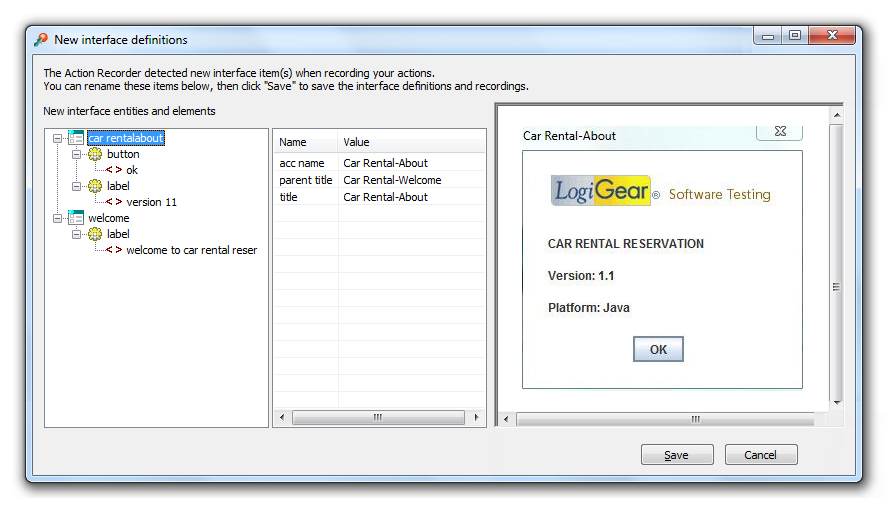 New interface definitions
The Action Recorder detected new interface item(s) when recording your actions.
You can rename these items below, then click "Save" to save the interface definitions and recordings.
New interface entities and elements
car rentalabout
button
< > ok
label
< > version 11
welcome
label
< > welcome to car rental reser
Name Value
acc name Car Rental-About
parent title Car Rental-Welcome
title Car Rental-About
Car Rental-About
LogiGear® Software Testing
CAR RENTAL RESERVATION
Version: 1.1
Platform: Java
OK
Save Cancel